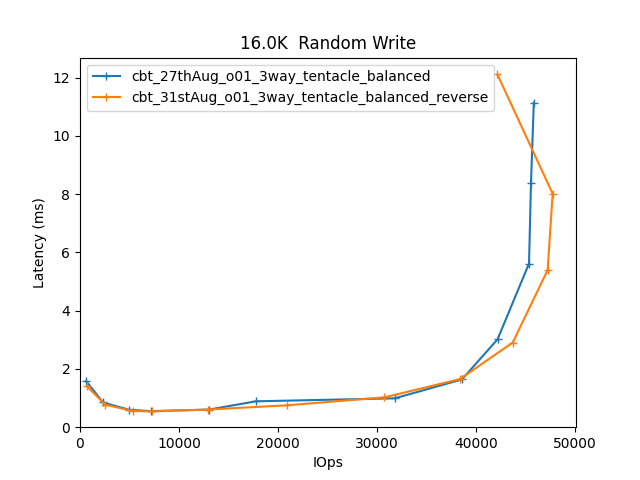 16.0K  Random Write
cbt_27thAug_o01_3way_tentacle_balanced
cbt_31stAug_o01_3way_tentacle_balanced_reverse
12
10
8
6
4
2
0
Latency (ms)
0 10000 20000 30000 40000 50000
IOps